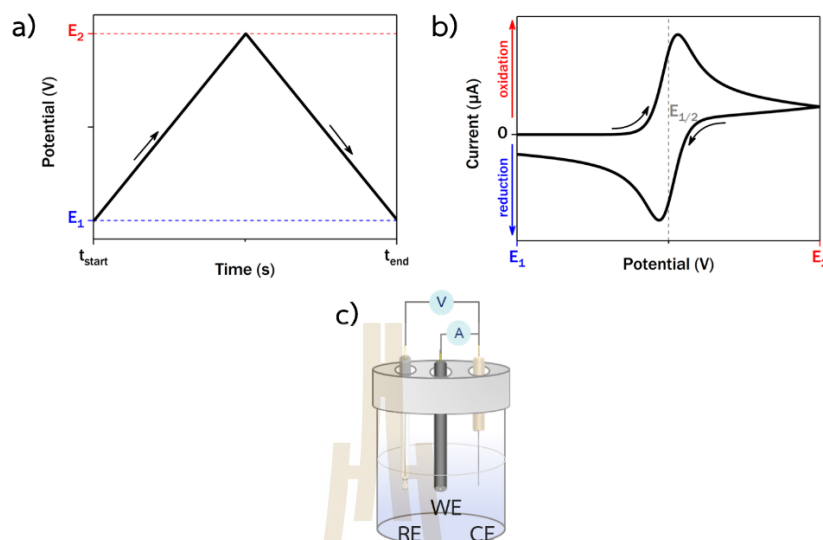 a)
E2
Potential (V)
E1
tstart
Time (s)
tend
b)
oxidation
Current (µA)
0
reduction
E1/2
E1
Potential (V)
c)
V
A
WE
RE
CE